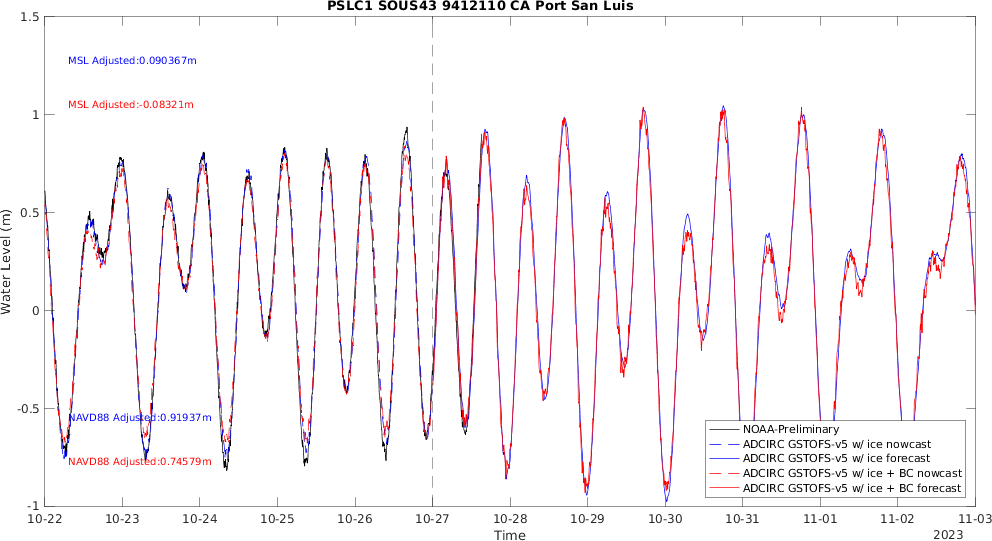 PSLC1 SOUS43 9412110 CA Port San Luis
1.5
MSL Adjusted:0.090367m
MSL Adjusted:-0.08321m
1
0.5
Water Level (m)
0
-0.5
NAVD88 Adjusted:0.91937m
NAVD88 Adjusted:0.74579m
-1
NOAA-Preliminary
ADCIRC GSTOFS-v5 w/ ice nowcast
ADCIRC GSTOFS-v5 w/ ice forecast
ADCIRC GSTOFS-v5 w/ ice + BC nowcast
ADCIRC GSTOFS-v5 w/ ice + BC forecast
10-22 10-23 10-24 10-25 10-26 10-27 10-28 10-29 10-30 10-31 11-01 11-02 11-03
Time
2023